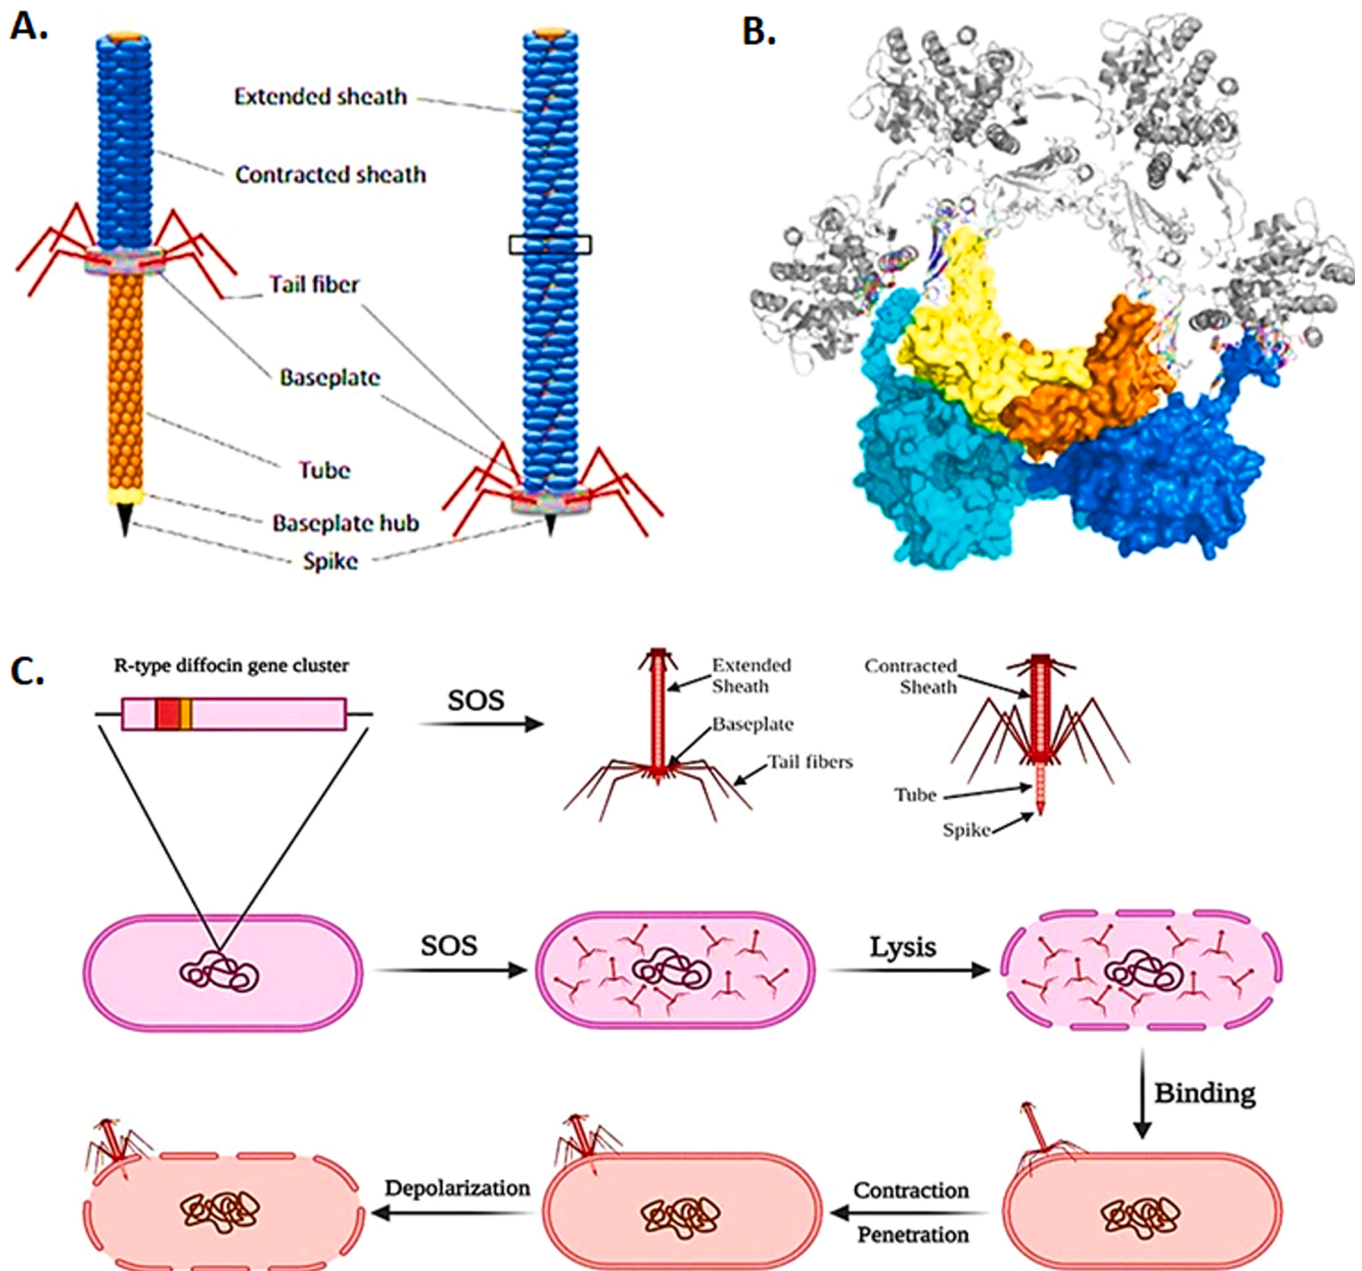 A.
Extended sheath
Contracted sheath
Tail fiber
Baseplate
Tube
Baseplate hub
Spike
B.
C.
R-type diffocin gene cluster
SOS
Extended
Sheath
Baseplate
Tail fibers
Contracted
Sheath
Tube
Spike
SOS
Lysis
Binding
Depolarization
Contraction
Penetration